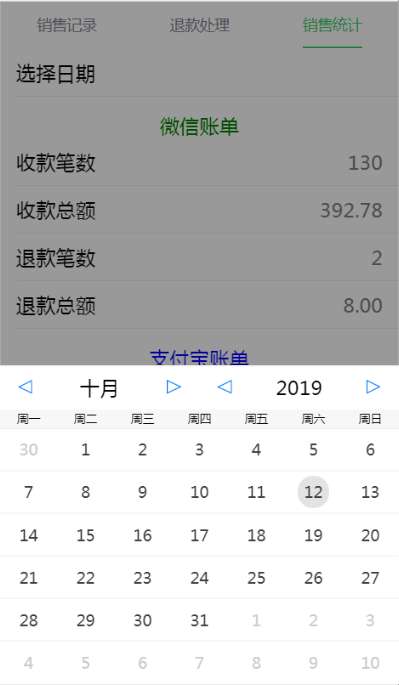 销售记录 退款处理 销售统计
选择日期
微信账单
收款笔数 130
收款总额 392.78
退款笔数 2
退款总额 8.00
支付宝账单
十月 2019
周一 周二 周三 周四 周五 周六 周日
30 1 2 3 4 5 6
7 8 9 10 11 12 13
14 15 16 17 18 19 20
21 22 23 24 25 26 27
28 29 30 31 1 2 3
4 5 6 7 8 9 10